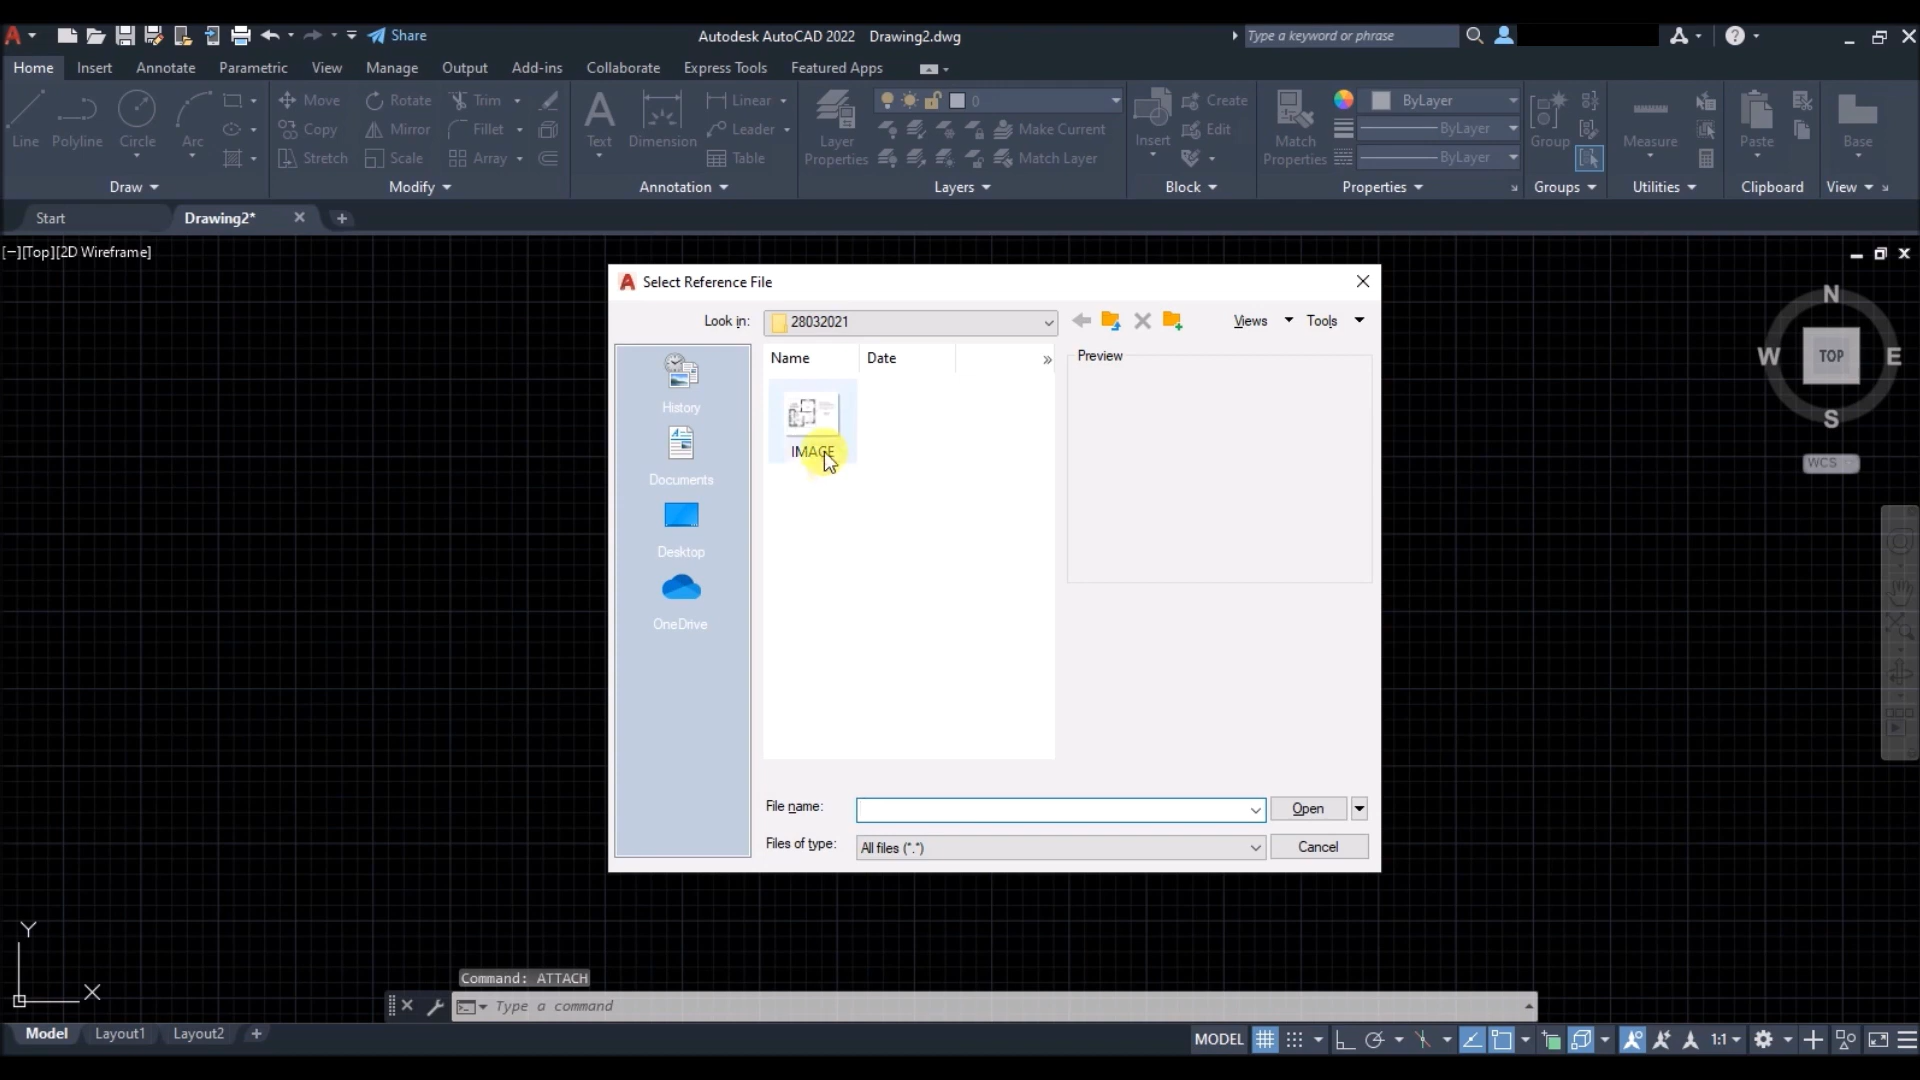 Share
Autodesk AutoCAD 2022 Drawing2.dwg
Type a keyword or phrase
Home Insert Annotate Parametric View Manage Output Add-ins Collaborate Express Tools Featured Apps
Line Polyline Circle Arc
Move Rotate Trim
Copy Mirror Fillet
Stretch Scale Array
Text Dimension
Linear
Leader
Table
Layer Properties
0
Make Current
Match Layer
Insert
Create
Edit
Match Properties
ByLayer
ByLayer
ByLayer
Group
Measure
Paste
Base
Draw Modify Annotation Layers Block Properties Groups Utilities Clipboard View
Start Drawing2*
[−][Top][2D Wireframe]
N
W TOP E
S
WCS
Select Reference File
Look in: 28032021 Views Tools
Name Date » Preview
History
IMAGE
Documents
Desktop
OneDrive
File name: Open
Files of type: All files (*.*) Cancel
Y
X
Command: ATTACH
Type a command
Model Layout1 Layout2 +
MODEL 1:1